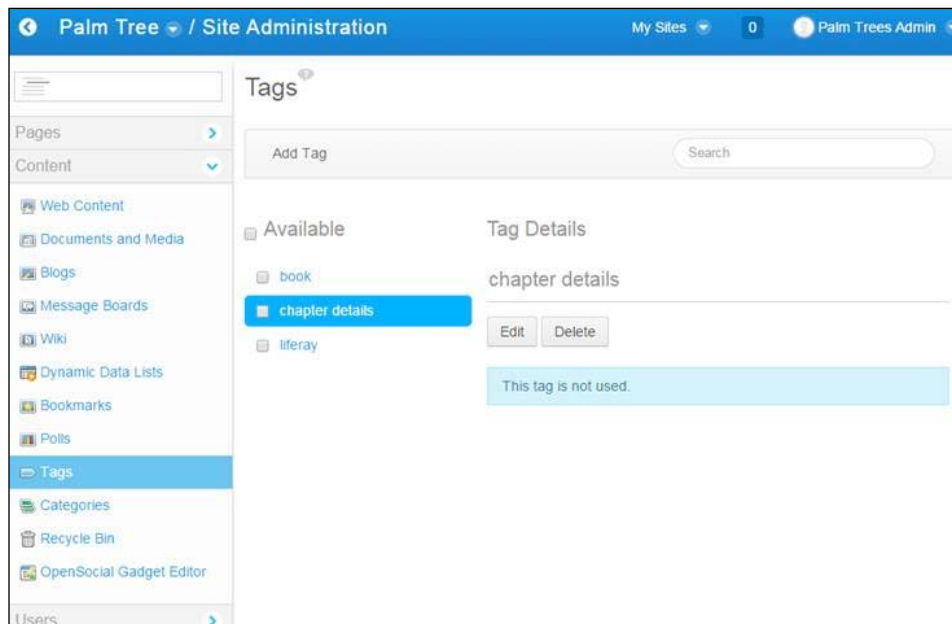 Palm Tree / Site Administration
My Sites
0
Palm Trees Admin
Pages
Content
Web Content
Documents and Media
Blogs
Message Boards
Wiki
Dynamic Data Lists
Bookmarks
Polls
Tags
Categories
Recycle Bin
OpenSocial Gadget Editor
Users
Tags
?
Add Tag
Search
Available
book
chapter details
liferay
Tag Details
chapter details
Edit
Delete
This tag is not used.